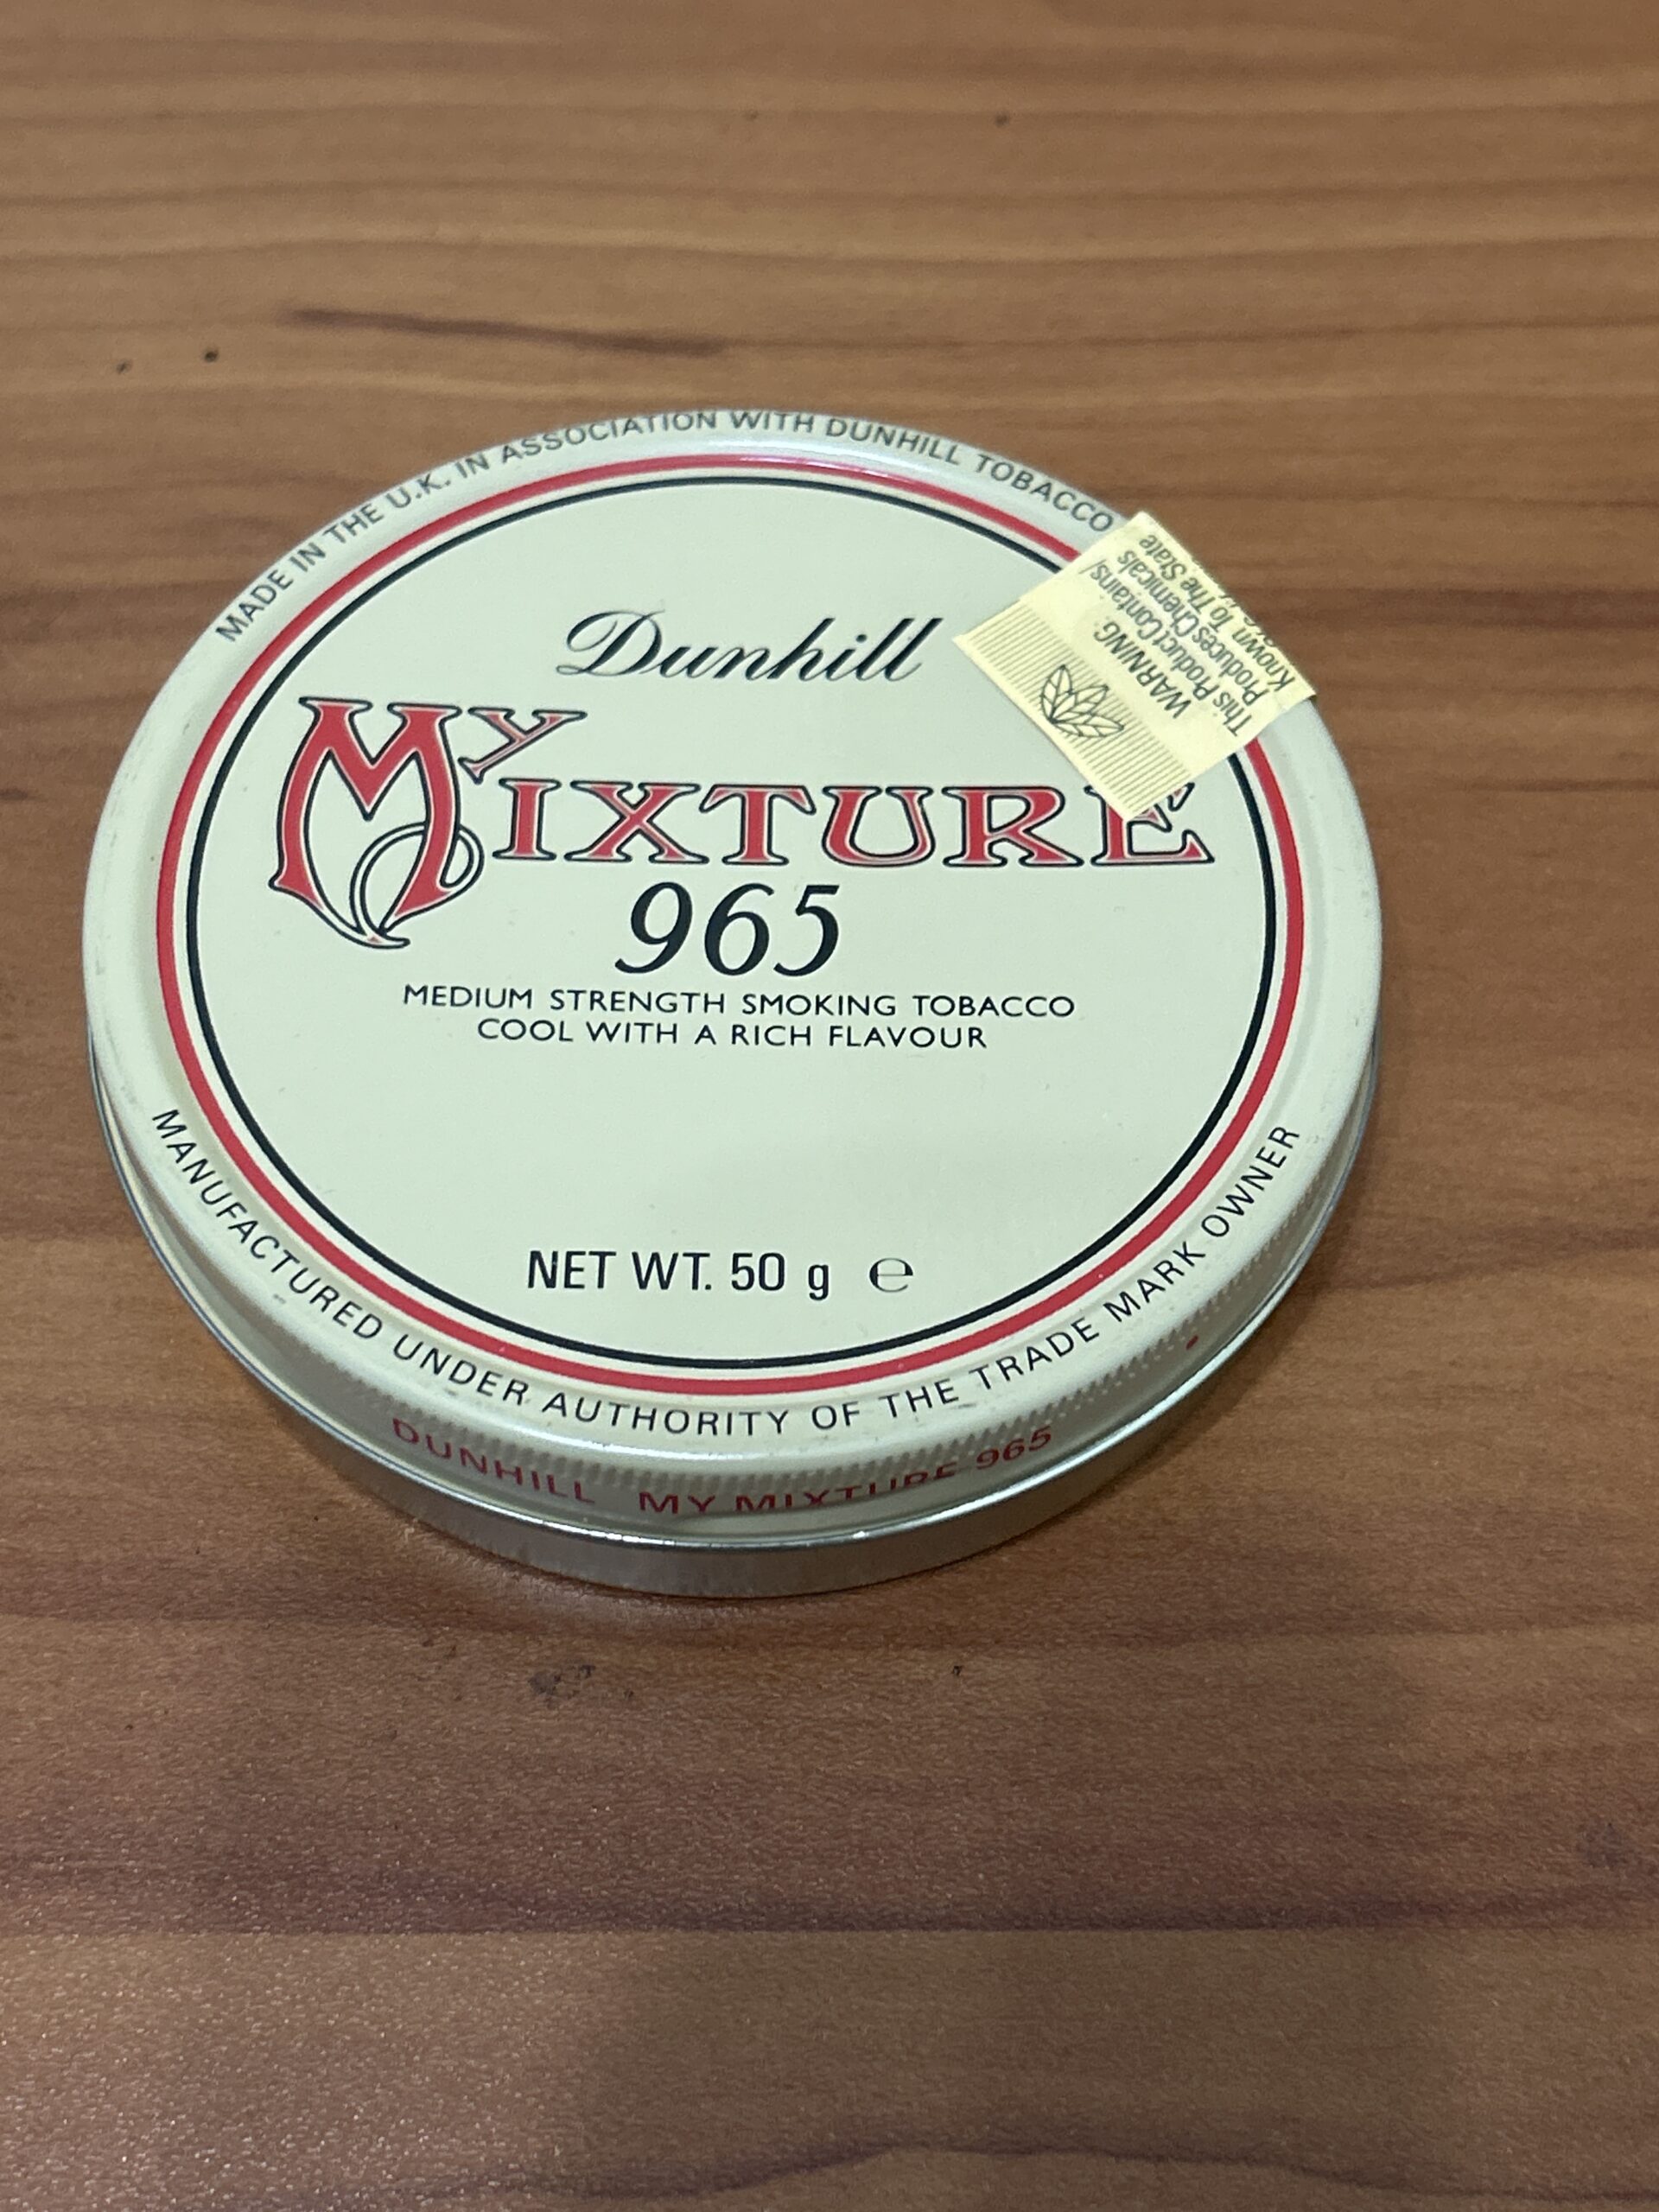 MADE IN THE U.K. IN ASSOCIATION WITH DUNHILL TOBACCO
Dunhill
MY MIXTURE
965
MEDIUM STRENGTH SMOKING TOBACCO
COOL WITH A RICH FLAVOUR
NET WT. 50 g ℮
MANUFACTURED UNDER AUTHORITY OF THE TRADE MARK OWNER
DUNHILL MY MIXTURE 965
WARNING:
This Product Contains/
Produces Chemicals
Known To The State